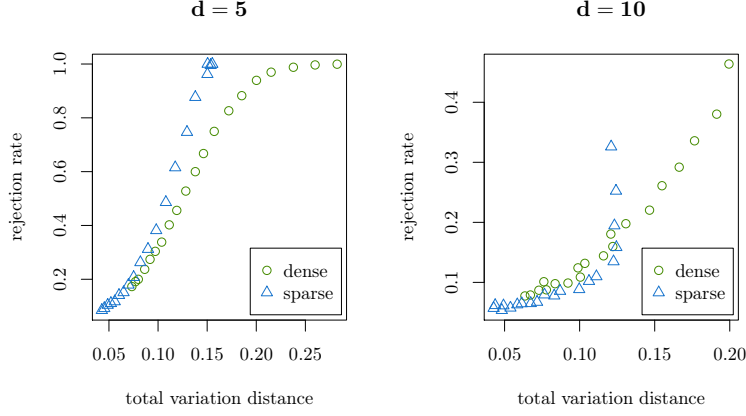 d = 5
rejection rate
0.2
0.4
0.6
0.8
1.0
0.05
0.10
0.15
0.20
0.25
total variation distance
dense
sparse
d = 10
rejection rate
0.1
0.2
0.3
0.4
0.05
0.10
0.15
0.20
total variation distance
dense
sparse